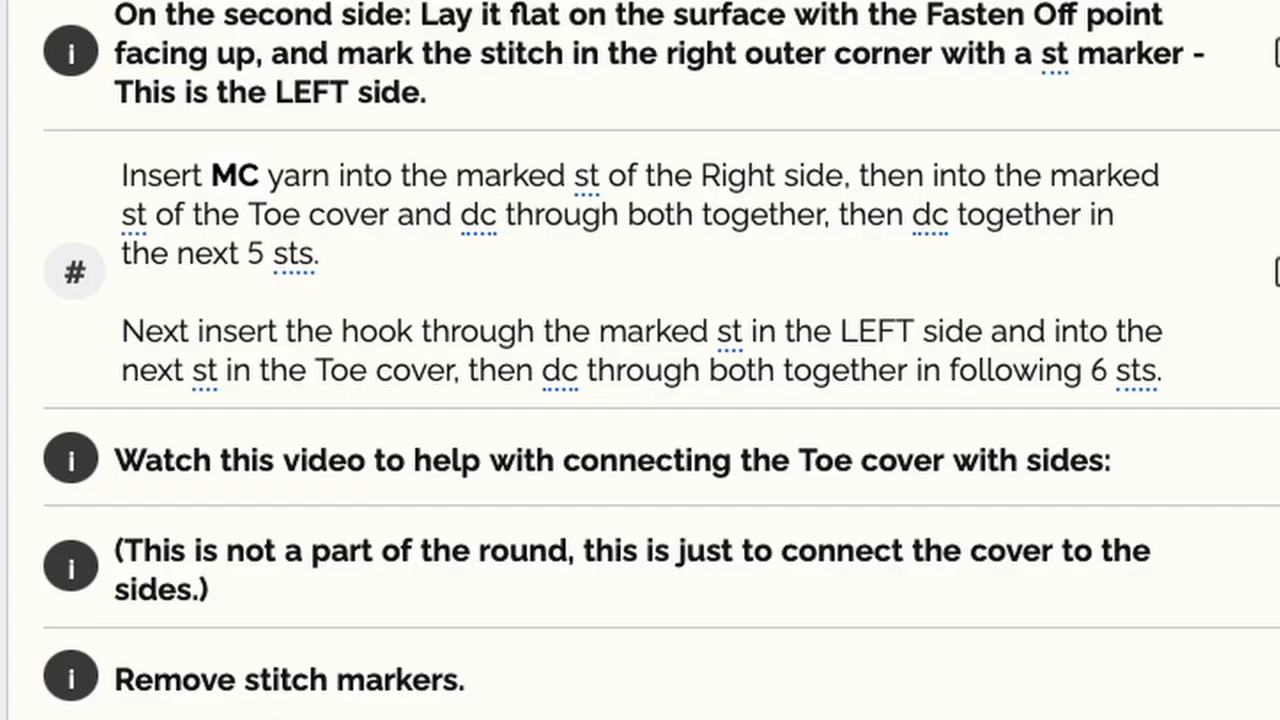 On the second side: Lay it flat on the surface with the Fasten Off point
facing up, and mark the stitch in the right outer corner with a st marker -
This is the LEFT side.
Insert MC yarn into the marked st of the Right side, then into the marked
st of the Toe cover and dc through both together, then dc together in
the next 5 sts.
#
Next insert the hook through the marked st in the LEFT side and into the
next st in the Toe cover, then dc through both together in following 6 sts.
i
Watch this video to help with connecting the Toe cover with sides:
i
(This is not a part of the round, this is just to connect the cover to the
sides.)
i
Remove stitch markers.
i